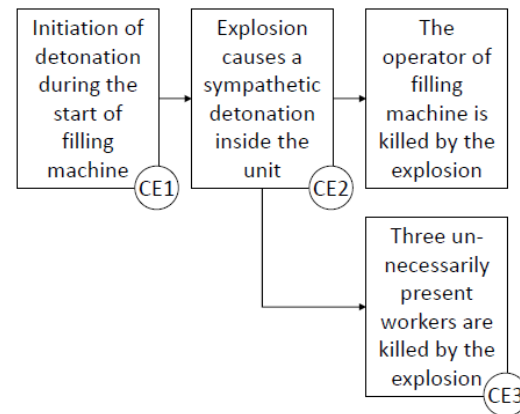 Initiation of
detonation
during the
start of
filling
machine
CE1
Explosion
causes a
sympathetic
detonation
inside the
unit
CE2
The
operator of
filling
machine is
killed by the
explosion
Three un-
necessarily
present
workers are
killed by the
explosion
CE3